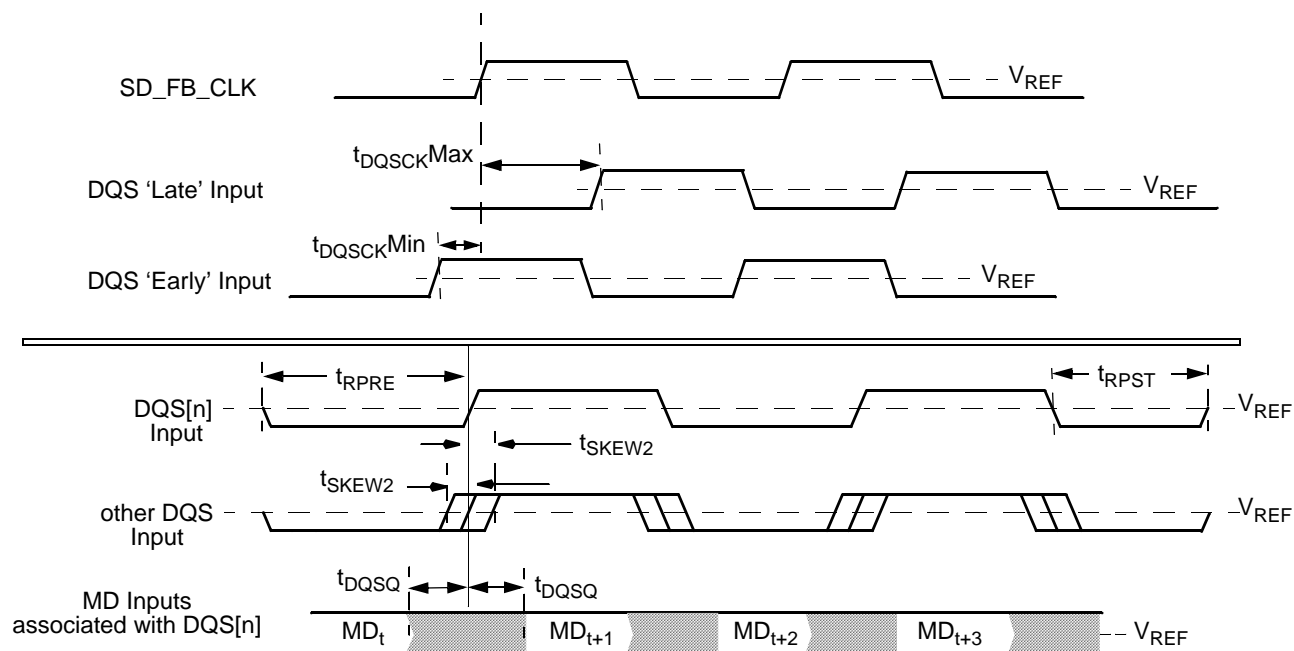 SD_FB_CLK
VREF
tDQSCKMax
DQS ‘Late’ Input
VREF
tDQSCKMin
DQS ‘Early’ Input
VREF
tRPRE
tRPST
DQS[n]
Input
VREF
tSKEW2
tSKEW2
other DQS
Input
VREF
tDQSQ
tDQSQ
MD Inputs
associated with DQS[n]
MDt
MDt+1
MDt+2
MDt+3
VREF